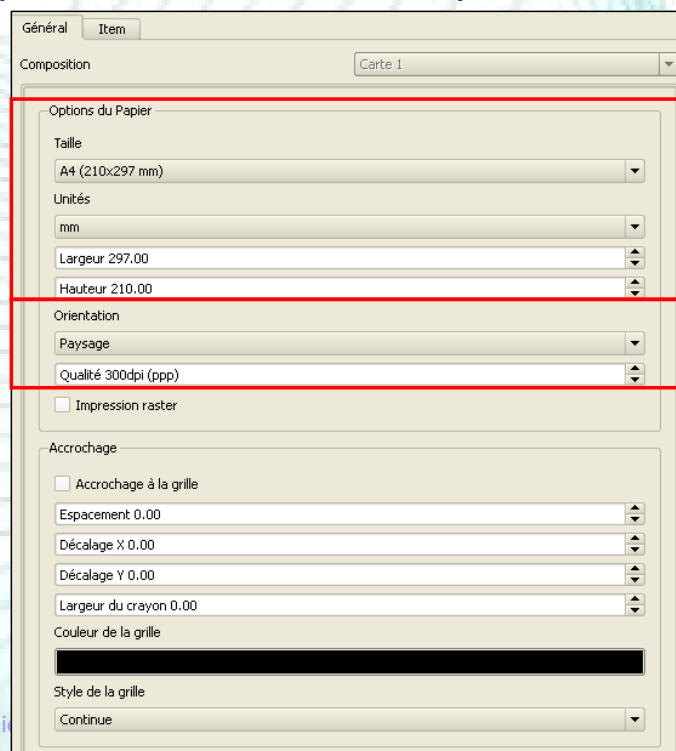 Général Item
Composition Carte 1
Options du Papier
Taille
A4 (210x297 mm)
Unités
mm
Largeur 297.00
Hauteur 210.00
Orientation
Paysage
Qualité 300dpi (ppp)
Impression raster
Accrochage
Accrochage à la grille
Espacement 0.00
Décalage X 0.00
Décalage Y 0.00
Largeur du crayon 0.00
Couleur de la grille
Style de la grille
Continue